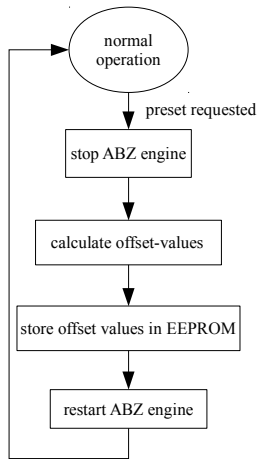 normal
operation
preset requested
stop ABZ engine
calculate offset-values
store offset values in EEPROM
restart ABZ engine